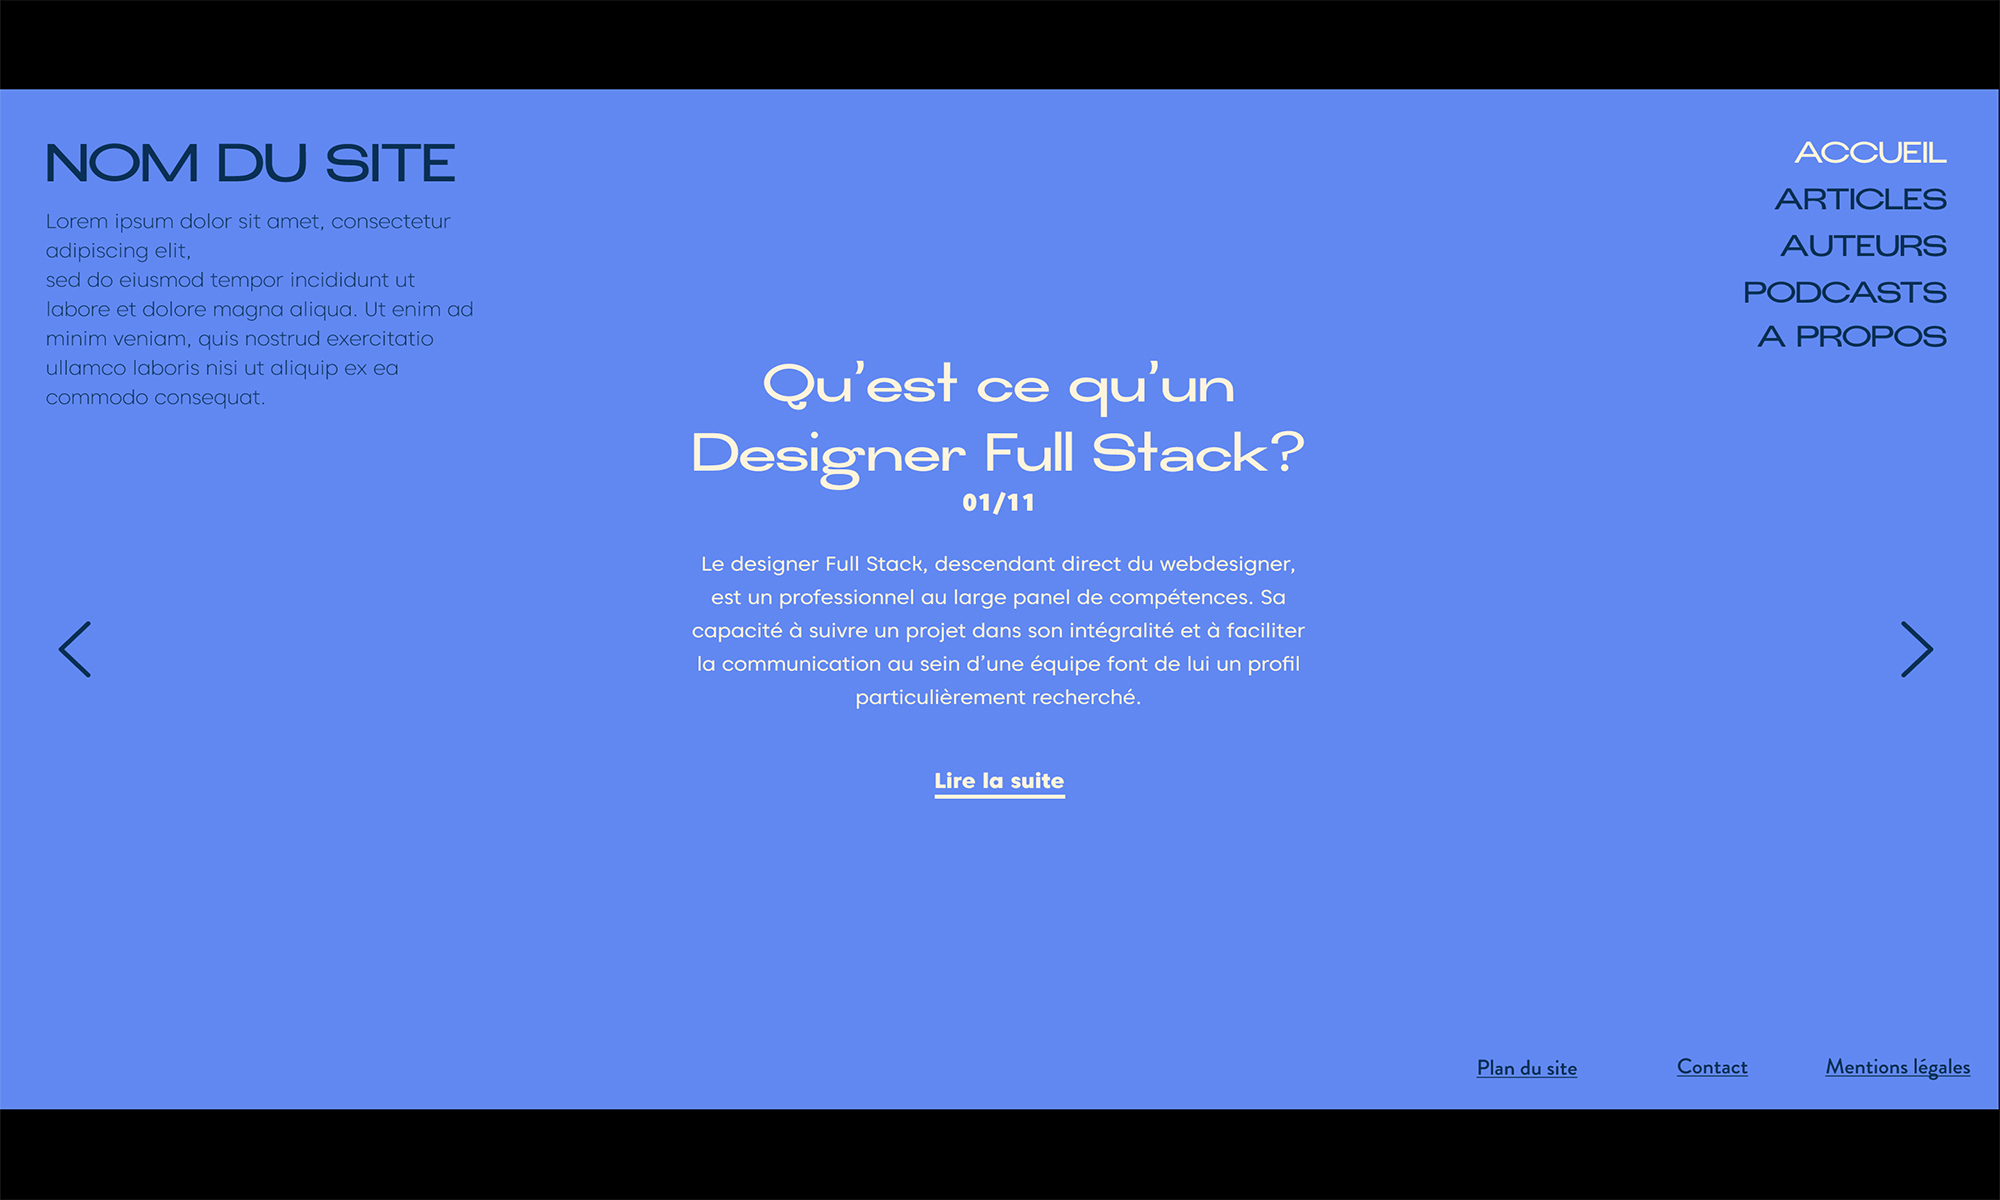 NOM DU SITE
Lorem ipsum dolor sit amet, consectetur
adipiscing elit,
sed do eiusmod tempor incididunt ut
labore et dolore magna aliqua. Ut enim ad
minim veniam, quis nostrud exercitatio
ullamco laboris nisi ut aliquip ex ea
commodo consequat.
ACCUEIL
ARTICLES
AUTEURS
PODCASTS
A PROPOS
Qu’est ce qu’un
Designer Full Stack?
01/11
Le designer Full Stack, descendant direct du webdesigner,
est un professionnel au large panel de compétences. Sa
capacité à suivre un projet dans son intégralité et à faciliter
la communication au sein d’une équipe font de lui un profil
particulièrement recherché.
Lire la suite
Plan du site
Contact
Mentions légales